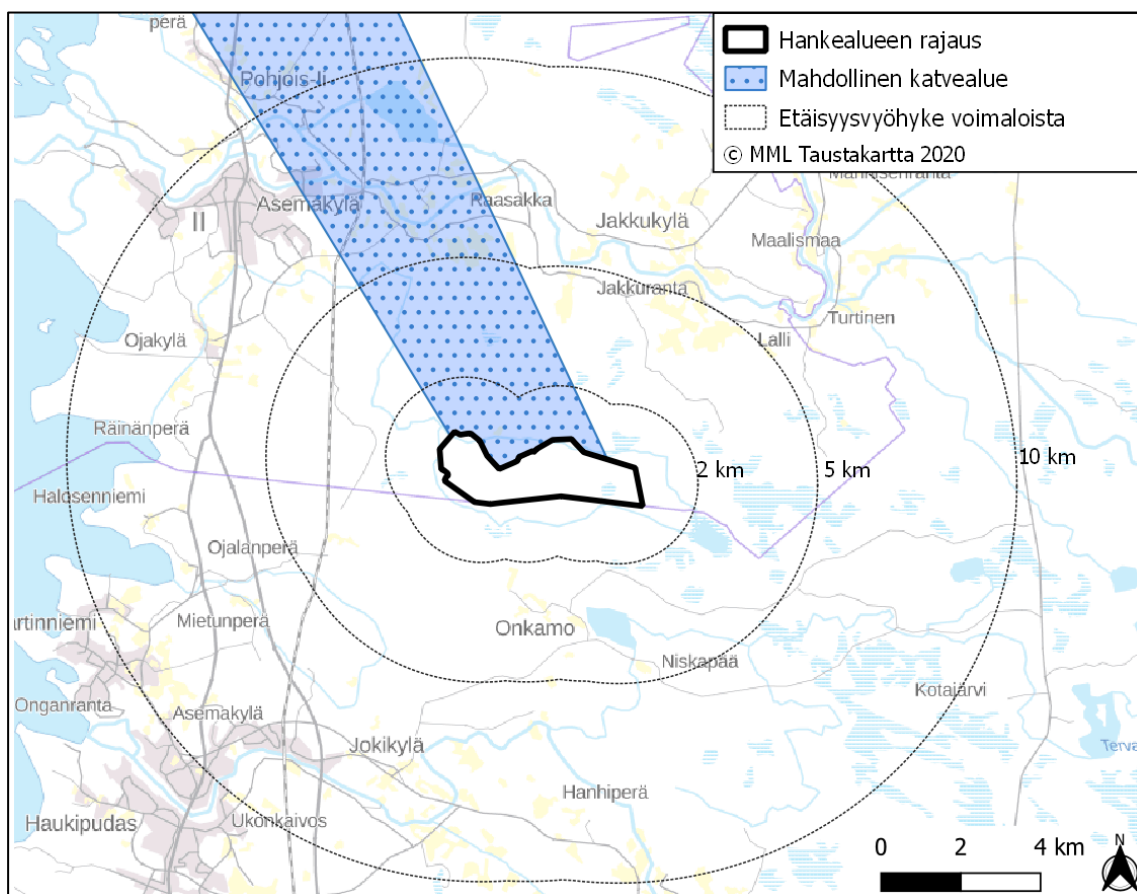 perä
Pohjois-Ii
Hankealueen rajaus
Mahdollinen katvealue
Etäisyysvyöhyke voimaloista
© MML Taustakartta 2020
Asemakylä
Raasakka
II
Jakkukylä
Maalismaa
Jakkuranta
Turtinen
Ojakylä
Lalli
Räinänperä
2 km
5 km
10 km
Halosenniemi
Ojalanperä
artinniemi
Mietunperä
Onkamo
Niskapää
Kotajärvi
Onganranta
Asemakylä
Jokikylä
Terva
Hanhiperä
Haukipudas
Ukonkaivos
0 2 4 km
N